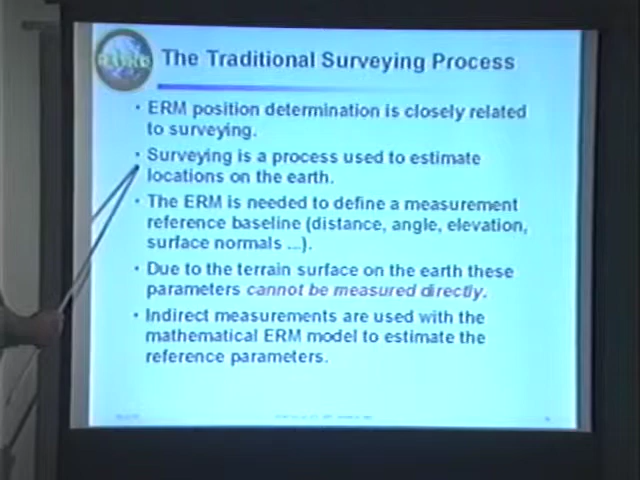 The Traditional Surveying Process
• ERM position determination is closely related
to surveying.
• Surveying is a process used to estimate
locations on the earth.
• The ERM is needed to define a measurement
reference baseline (distance, angle, elevation,
surface normals ...).
• Due to the terrain surface on the earth these
parameters cannot be measured directly.
• Indirect measurements are used with the
mathematical ERM model to estimate the
reference parameters.